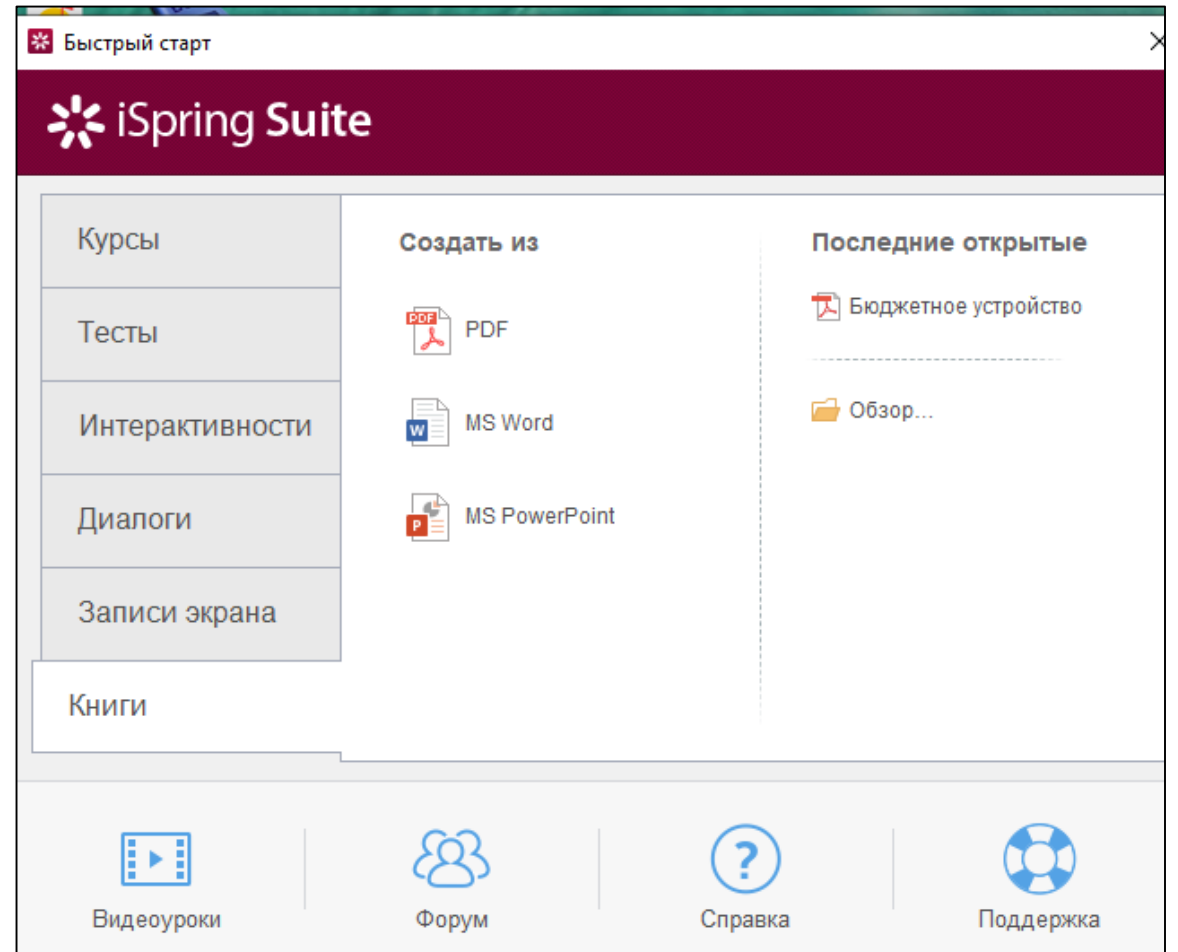 Быстрый старт
iSpring Suite
Курсы
Тесты
Интерактивности
Диалоги
Записи экрана
Книги
Создать из
PDF
PDF
MS Word
W
MS PowerPoint
P
Последние открытые
Бюджетное устройство
Обзор...
Видеоуроки
Форум
?
Справка
Поддержка